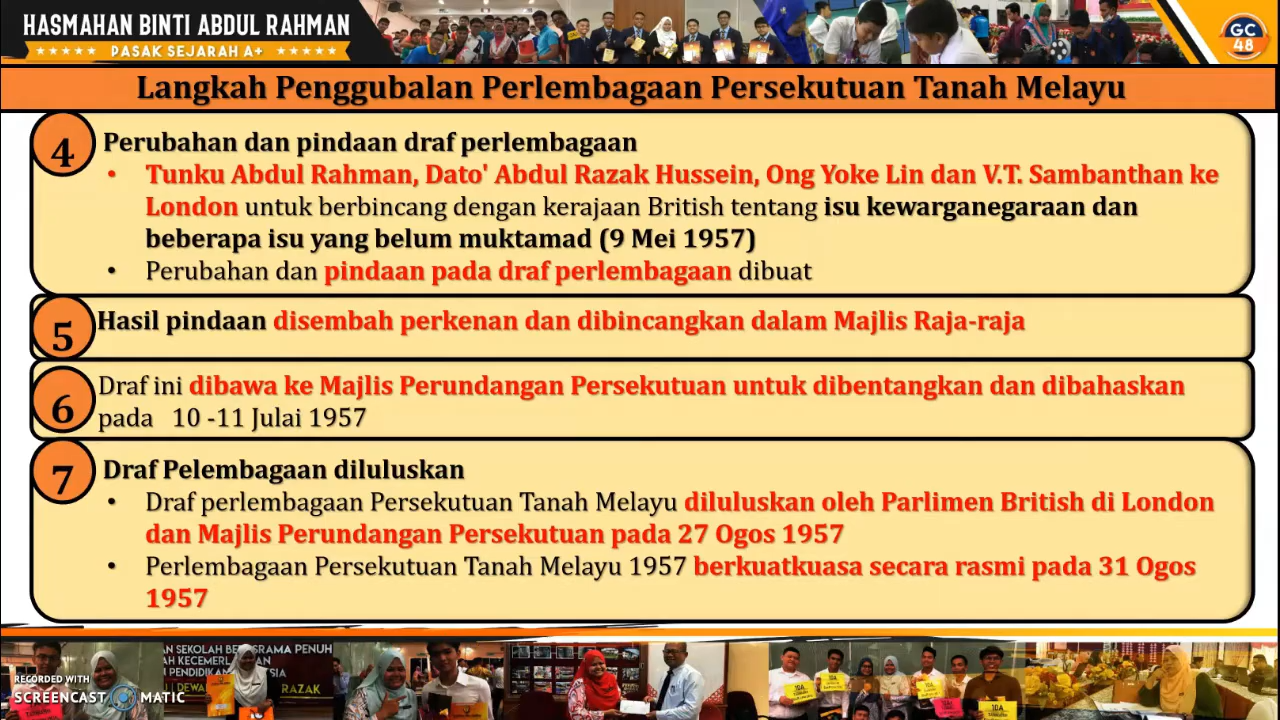 HASMAHAN BINTI ABDUL RAHMAN
PASAK SEJARAH A+
GC
48
Langkah Penggubalan Perlembagaan Persekutuan Tanah Melayu
4
Perubahan dan pindaan draf perlembagaan
• Tunku Abdul Rahman, Dato' Abdul Razak Hussein, Ong Yoke Lin dan V.T. Sambanthan ke
London untuk berbincang dengan kerajaan British tentang isu kewarganegaraan dan
beberapa isu yang belum muktamad (9 Mei 1957)
• Perubahan dan pindaan pada draf perlembagaan dibuat
5
Hasil pindaan disembah perkenan dan dibincangkan dalam Majlis Raja-raja
6
Draf ini dibawa ke Majlis Perundangan Persekutuan untuk dibentangkan dan dibahaskan
pada 10 -11 Julai 1957
7
Draf Pelembagaan diluluskan
• Draf perlembagaan Persekutuan Tanah Melayu diluluskan oleh Parlimen British di London
dan Majlis Perundangan Persekutuan pada 27 Ogos 1957
• Perlembagaan Persekutuan Tanah Melayu 1957 berkuatkuasa secara rasmi pada 31 Ogos
1957
AN SEKOLAH BERASRAMA PENUH
RAZAK
RECORDED WITH
SCREENCAST MATIC
10A
10A